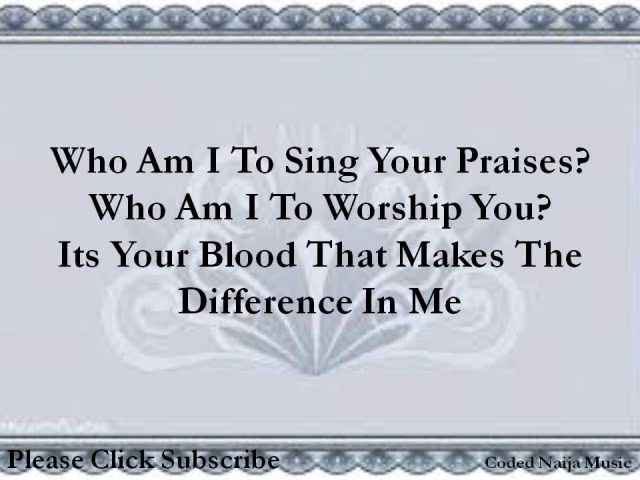 Who Am I To Sing Your Praises?
Who Am I To Worship You?
Its Your Blood That Makes The
Difference In Me
Please Click Subscribe
Coded Naija Music